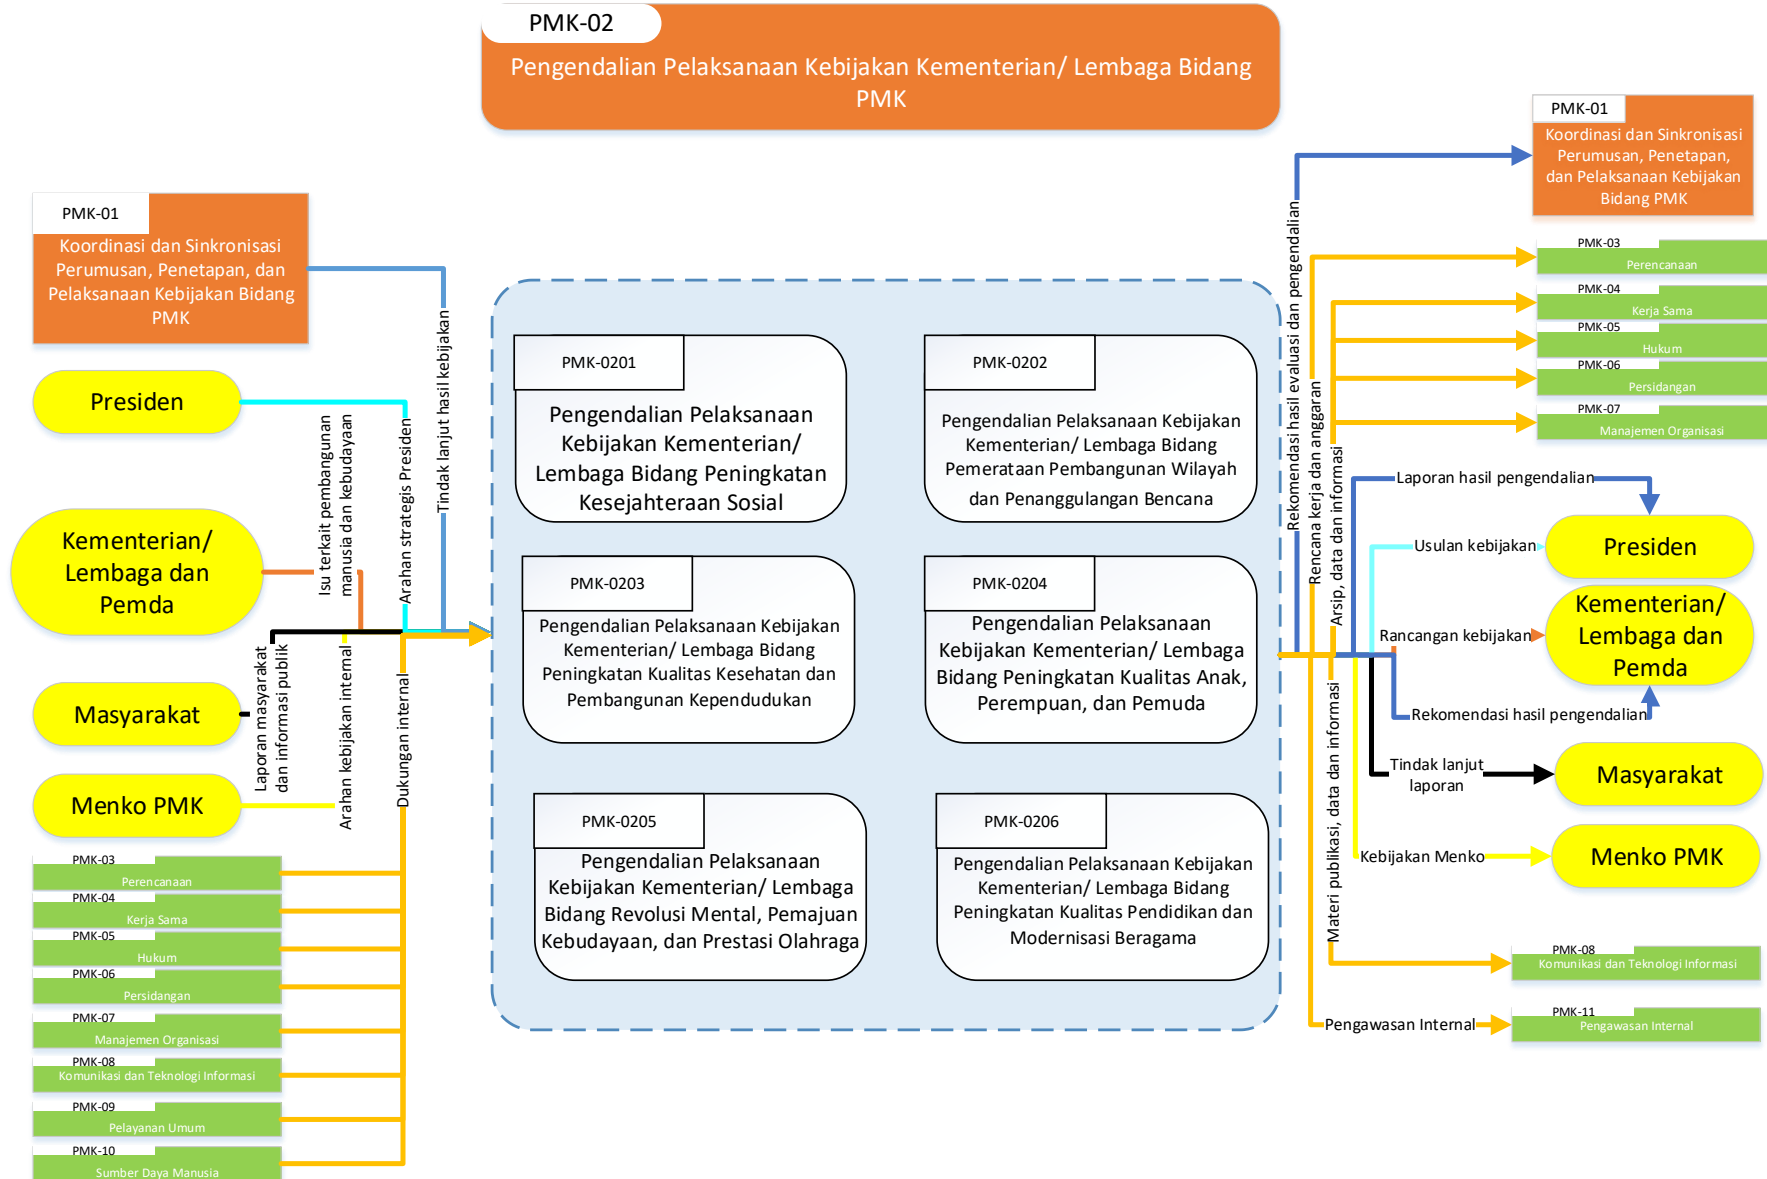 PMK-02
Pengendalian Pelaksanaan Kebijakan Kementerian/ Lembaga Bidang
PMK
PMK-01
Koordinasi dan Sinkronisasi
Perumusan, Penetapan, dan
Pelaksanaan Kebijakan Bidang
PMK
Presiden
Kementerian/
Lembaga dan
Pemda
Masyarakat
Menko PMK
PMK-03
Perencanaan
PMK-04
Kerja Sama
PMK-05
Hukum
PMK-06
Persidangan
PMK-07
Manajemen Organisasi
PMK-08
Komunikasi dan Teknologi Informasi
PMK-09
Pelayanan Umum
PMK-10
Sumber Daya Manusia
Tindak lanjut hasil kebijakan
Arahan strategis Presiden
Isu terkait pembangunan
manusia dan kebudayaan
Laporan masyarakat
dan informasi publik
Arahan kebijakan internal
Dukungan internal
PMK-0201
Pengendalian Pelaksanaan
Kebijakan Kementerian/
Lembaga Bidang Peningkatan
Kesejahteraan Sosial
PMK-0202
Pengendalian Pelaksanaan Kebijakan
Kementerian/ Lembaga Bidang
Pemerataan Pembangunan Wilayah
dan Penanggulangan Bencana
PMK-0203
Pengendalian Pelaksanaan Kebijakan
Kementerian/ Lembaga Bidang
Peningkatan Kualitas Kesehatan dan
Pembangunan Kependudukan
PMK-0204
Pengendalian Pelaksanaan
Kebijakan Kementerian/ Lembaga
Bidang Peningkatan Kualitas Anak,
Perempuan, dan Pemuda
PMK-0205
Pengendalian Pelaksanaan
Kebijakan Kementerian/ Lembaga
Bidang Revolusi Mental, Pemajuan
Kebudayaan, dan Prestasi Olahraga
PMK-0206
Pengendalian Pelaksanaan Kebijakan
Kementerian/ Lembaga Bidang
Peningkatan Kualitas Pendidikan dan
Modernisasi Beragama
Rekomendasi hasil evaluasi dan pengendalian
Rencana kerja dan anggaran
Arsip, data dan informasi
Materi publikasi, data dan informasi
Laporan hasil pengendalian
Usulan kebijakan
Rancangan kebijakan
Rekomendasi hasil pengendalian
Tindak lanjut
laporan
Kebijakan Menko
Pengawasan Internal
PMK-01
Koordinasi dan Sinkronisasi
Perumusan, Penetapan,
dan Pelaksanaan Kebijakan
Bidang PMK
PMK-03
Perencanaan
PMK-04
Kerja Sama
PMK-05
Hukum
PMK-06
Persidangan
PMK-07
Manajemen Organisasi
Presiden
Kementerian/
Lembaga dan
Pemda
Masyarakat
Menko PMK
PMK-08
Komunikasi dan Teknologi Informasi
PMK-11
Pengawasan Internal